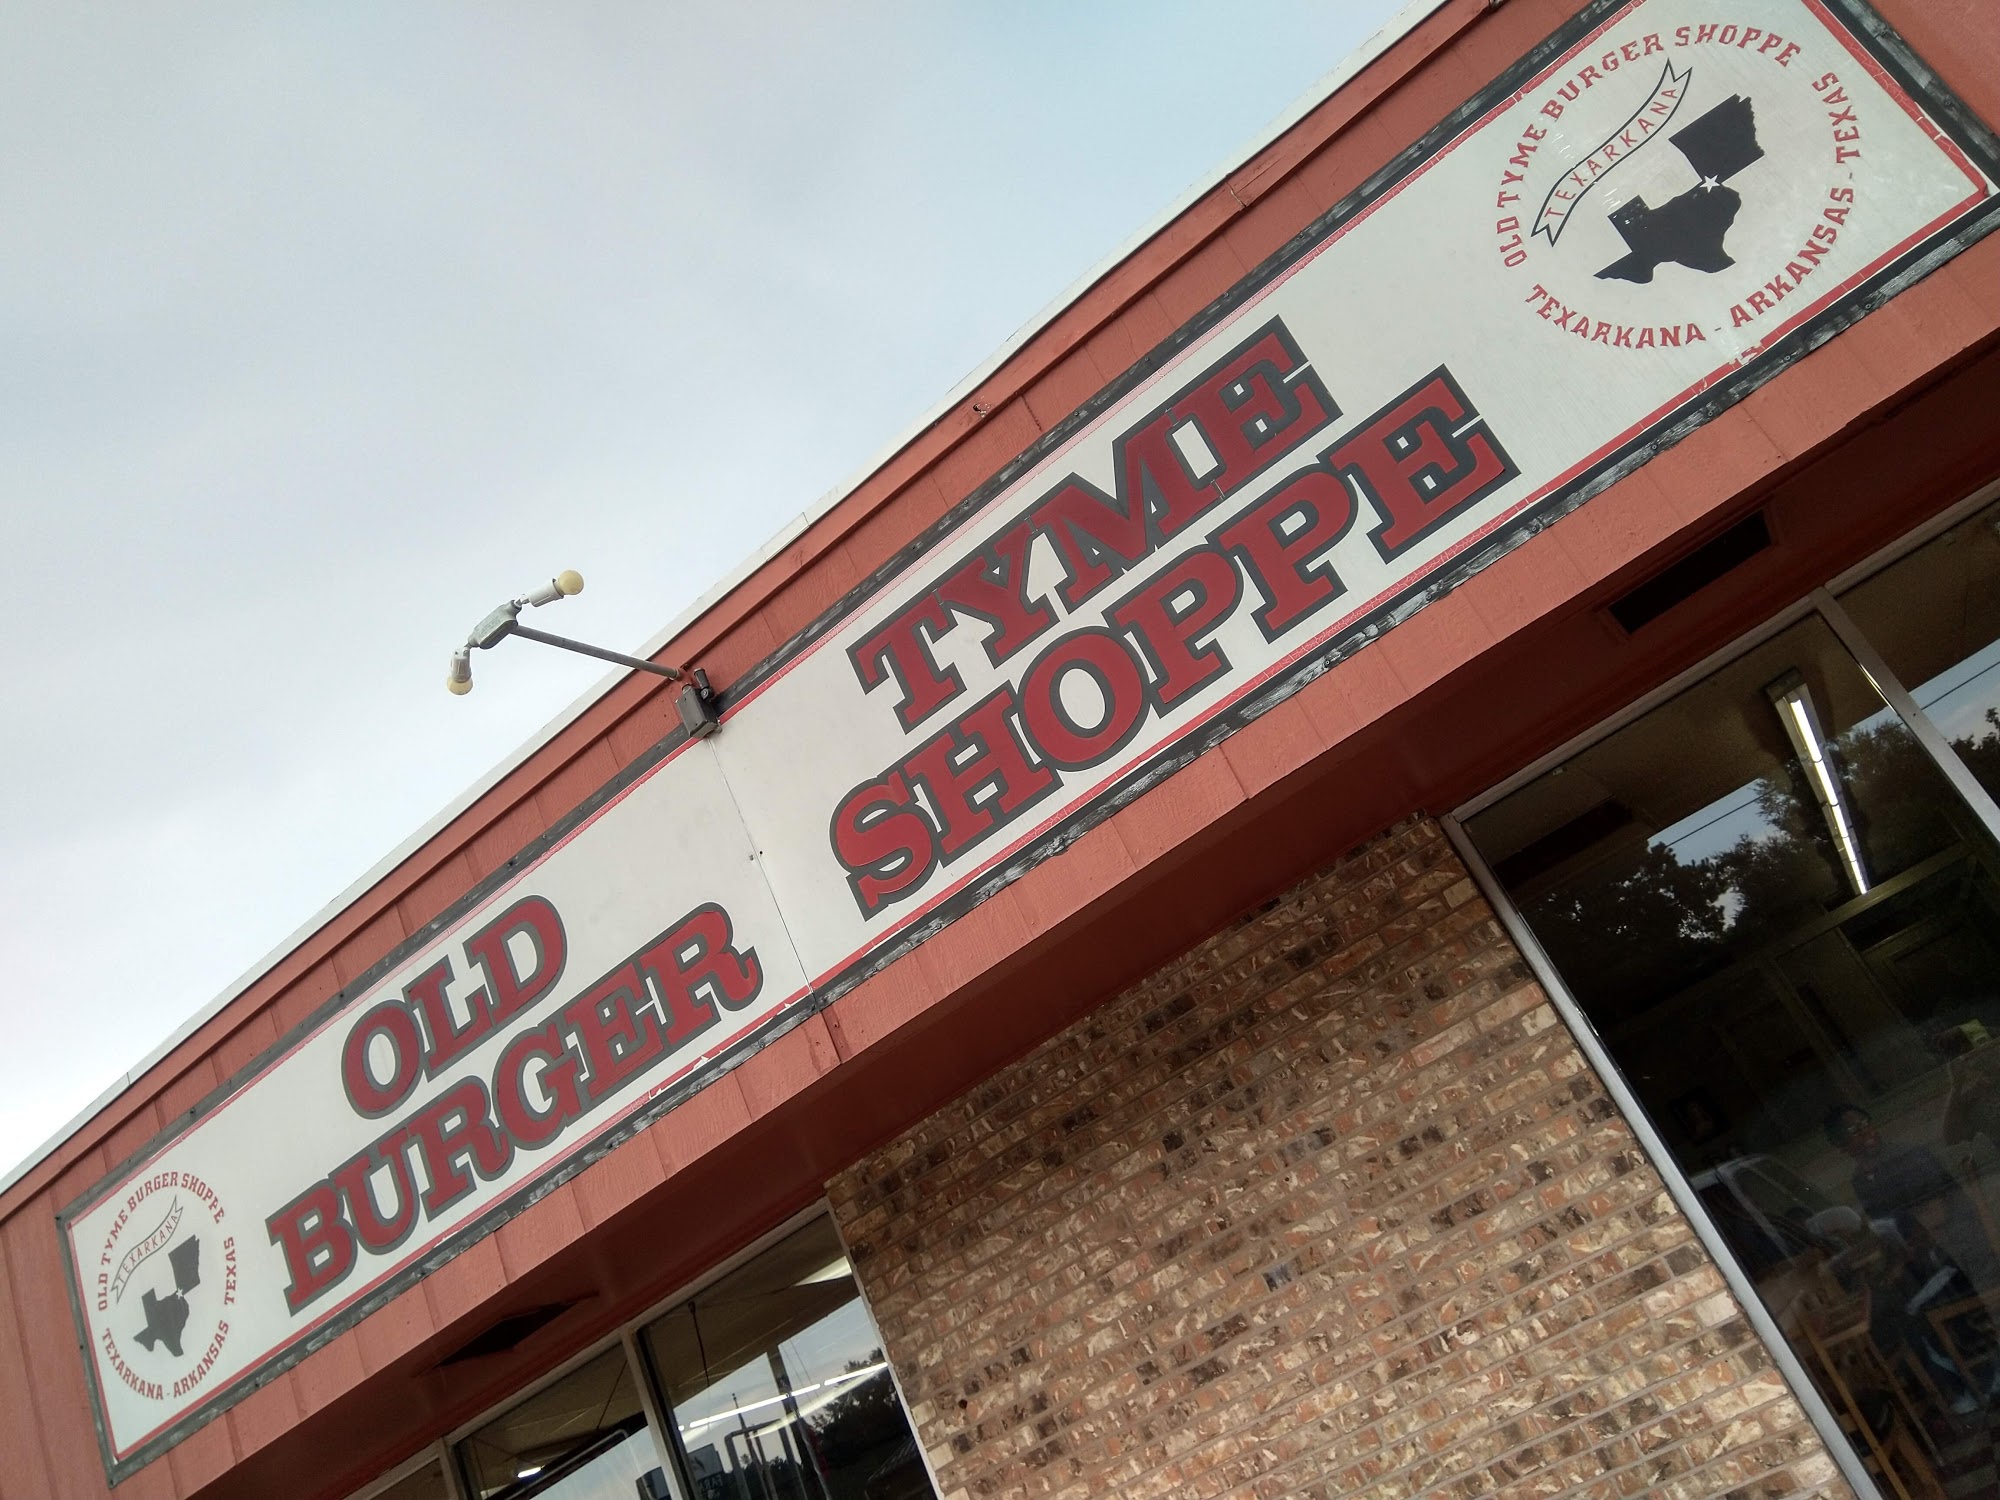 OLD TYME
BURGER SHOPPE
OLD TYME BURGER SHOPPE
TEXARKANA
TEXARKANA - ARKANSAS TEXAS
OLD TYME BURGER SHOPPE
TEXARKANA
TEXARKANA - ARKANSAS - TEXAS